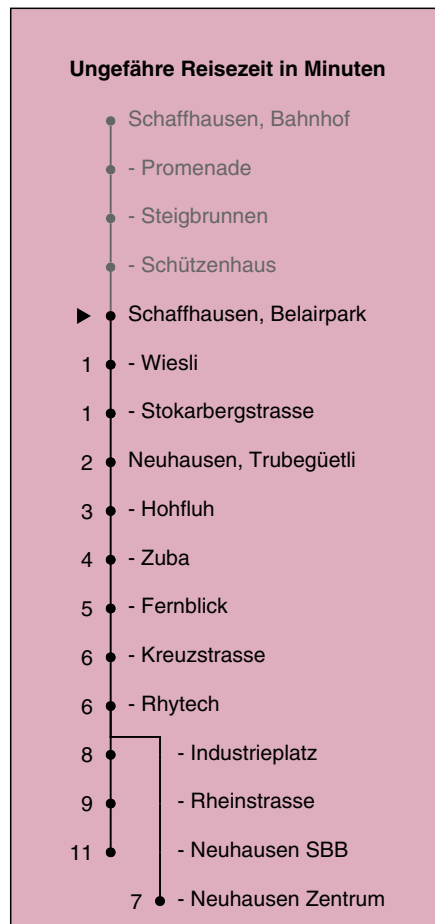 Ungefähre Reisezeit in Minuten
Schaffhausen, Bahnhof
- Promenade
- Steigbrunnen
- Schützenhaus
Schaffhausen, Belairpark
1 - Wiesli
1 - Stokarbergstrasse
2 Neuhausen, Trubegüetli
3 - Hohfluh
4 - Zuba
5 - Fernblick
6 - Kreuzstrasse
6 - Rhytech
8 - Industrieplatz
9 - Rheinstrasse
11 - Neuhausen SBB
7 - Neuhausen Zentrum